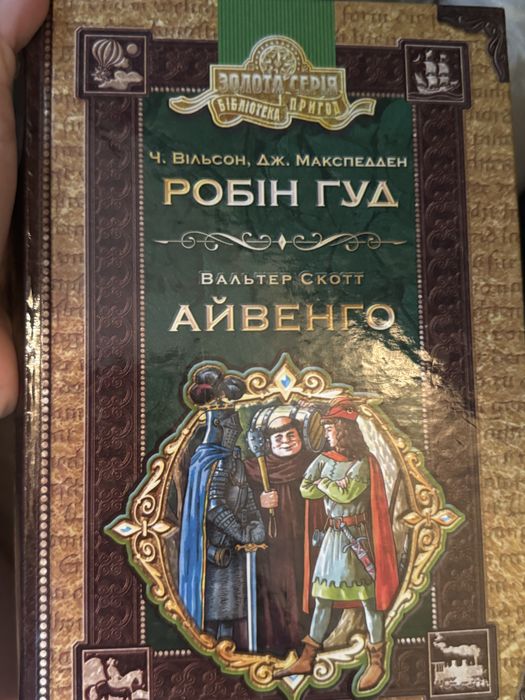 ЗОЛОТА СЕРІЯ
БІБЛІОТЕКА ПРИГОД
Ч. ВІЛЬСОН, ДЖ. МАКСПЕДДЕН
РОБІН ГУД
ВАЛЬТЕР СКОТТ
АЙВЕНГО